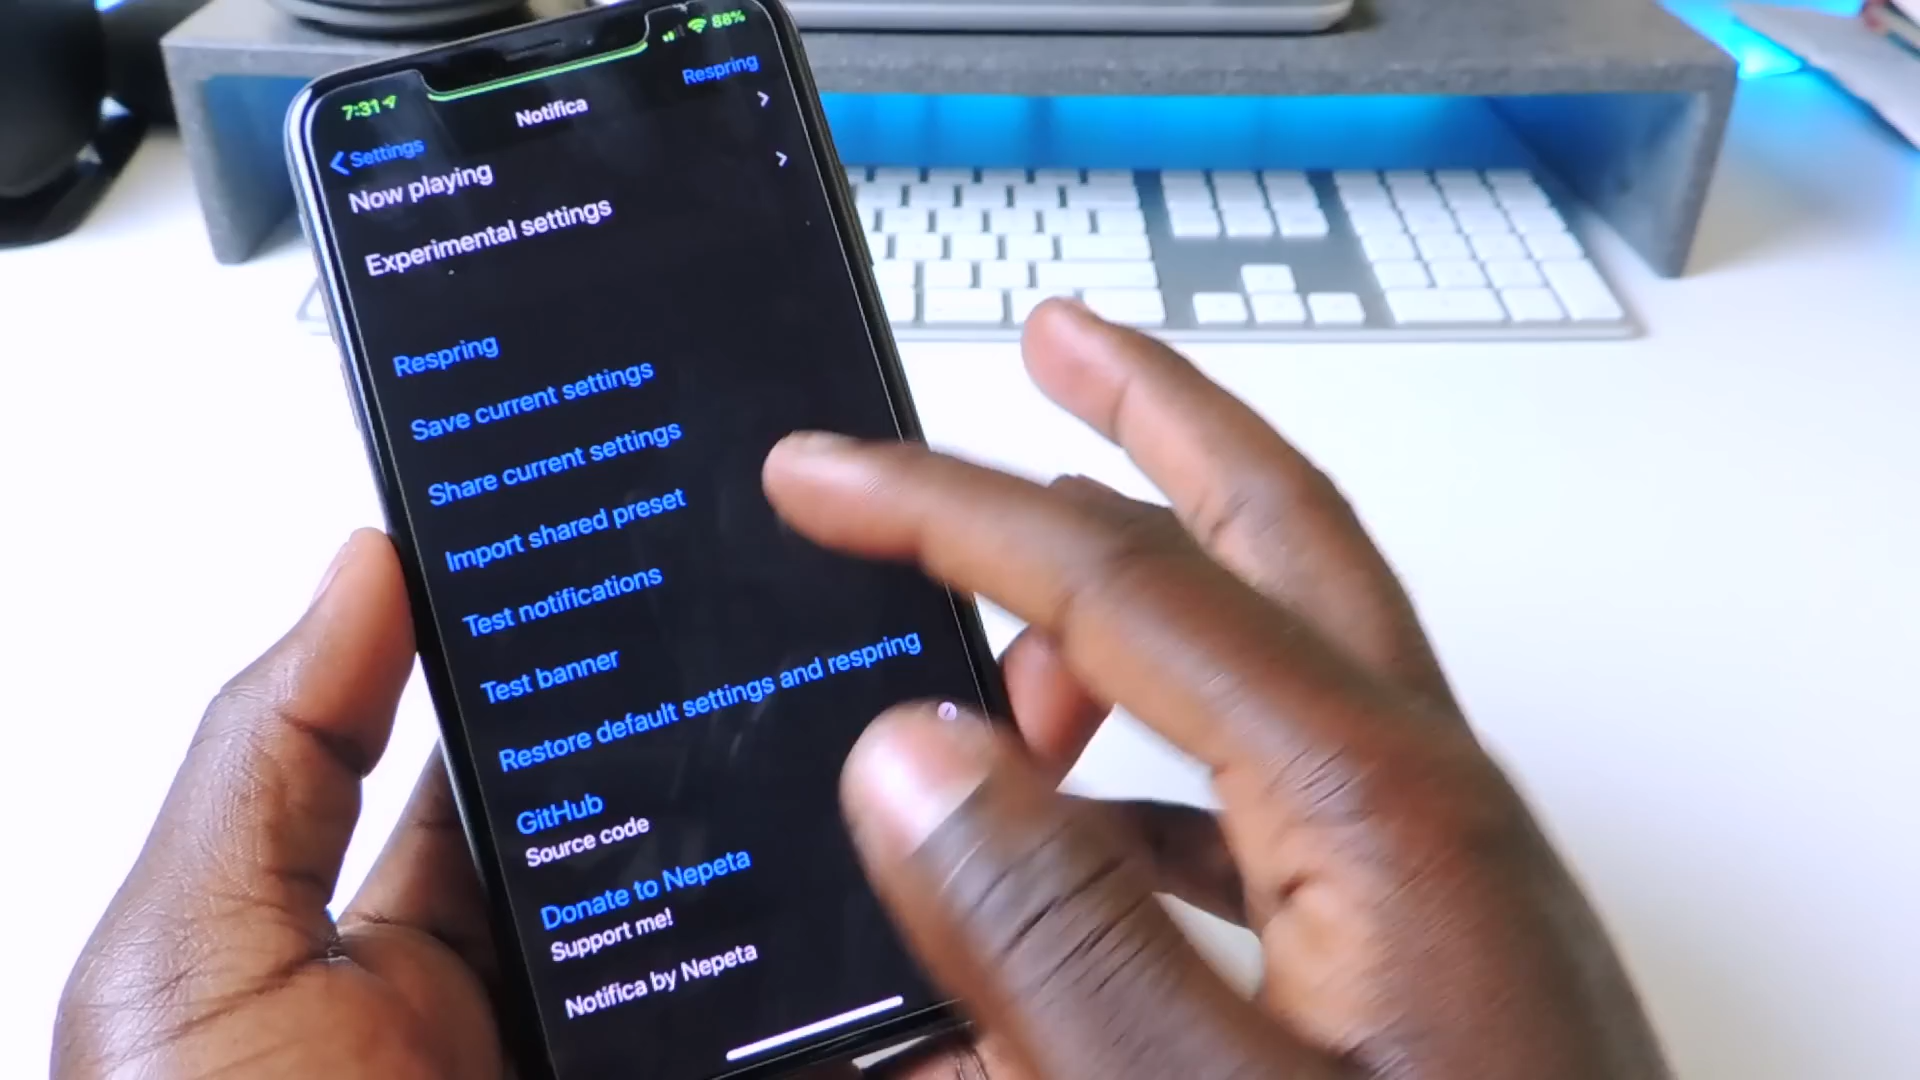 7:31
88%
Respring
Notifica
Settings
Now playing
Experimental settings
Respring
Save current settings
Share current settings
Import shared preset
Test notifications
Test banner
Restore default settings and respring
GitHub
Source code
Donate to Nepeta
Support me!
Notifica by Nepeta